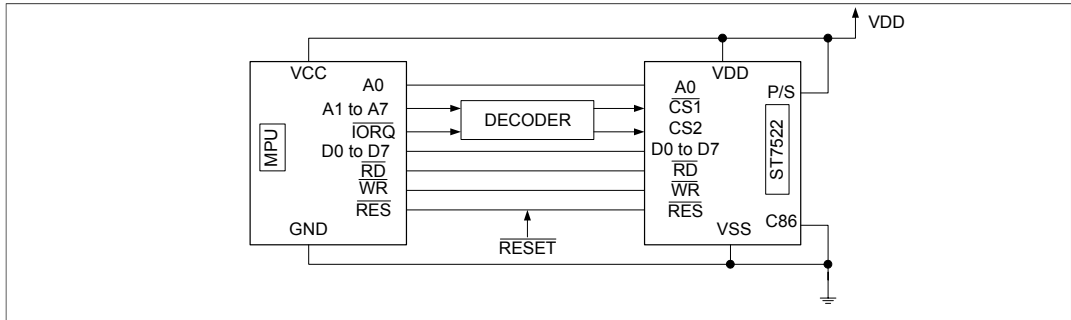 VDD
VCC
A0
A1 to A7
IORQ
D0 to D7
RD
WR
RES
GND
MPU
DECODER
RESET
VDD
A0
CS1
CS2
D0 to D7
RD
WR
RES
VSS
P/S
ST7522
C86